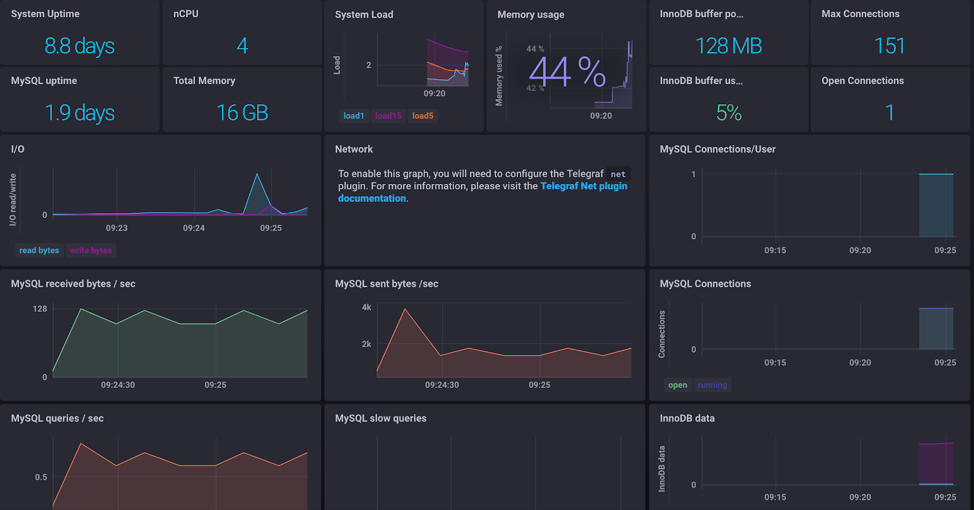 System Uptime
8.8 days
nCPU
4
System Load
Load
2
09:20
load1 load15 load5
Memory usage
Memory used %
44 %
44 %
42 %
09:20
InnoDB buffer po...
128 MB
Max Connections
151
MySQL uptime
1.9 days
Total Memory
16 GB
InnoDB buffer us...
5%
Open Connections
1
I/O
I/O read/write
0
09:23 09:24 09:25
read bytes write bytes
Network
To enable this graph, you will need to configure the Telegraf net
plugin. For more information, please visit the Telegraf Net plugin
documentation.
MySQL Connections/User
1
0
09:15 09:20 09:25
MySQL received bytes / sec
128
0
09:24:30 09:25
MySQL sent bytes /sec
4k
2k
09:24:30 09:25
MySQL Connections
Connections
0
09:15 09:20 09:25
open running
MySQL queries / sec
0.5
MySQL slow queries
InnoDB data
InnoDB data
0
09:15 09:20 09:25